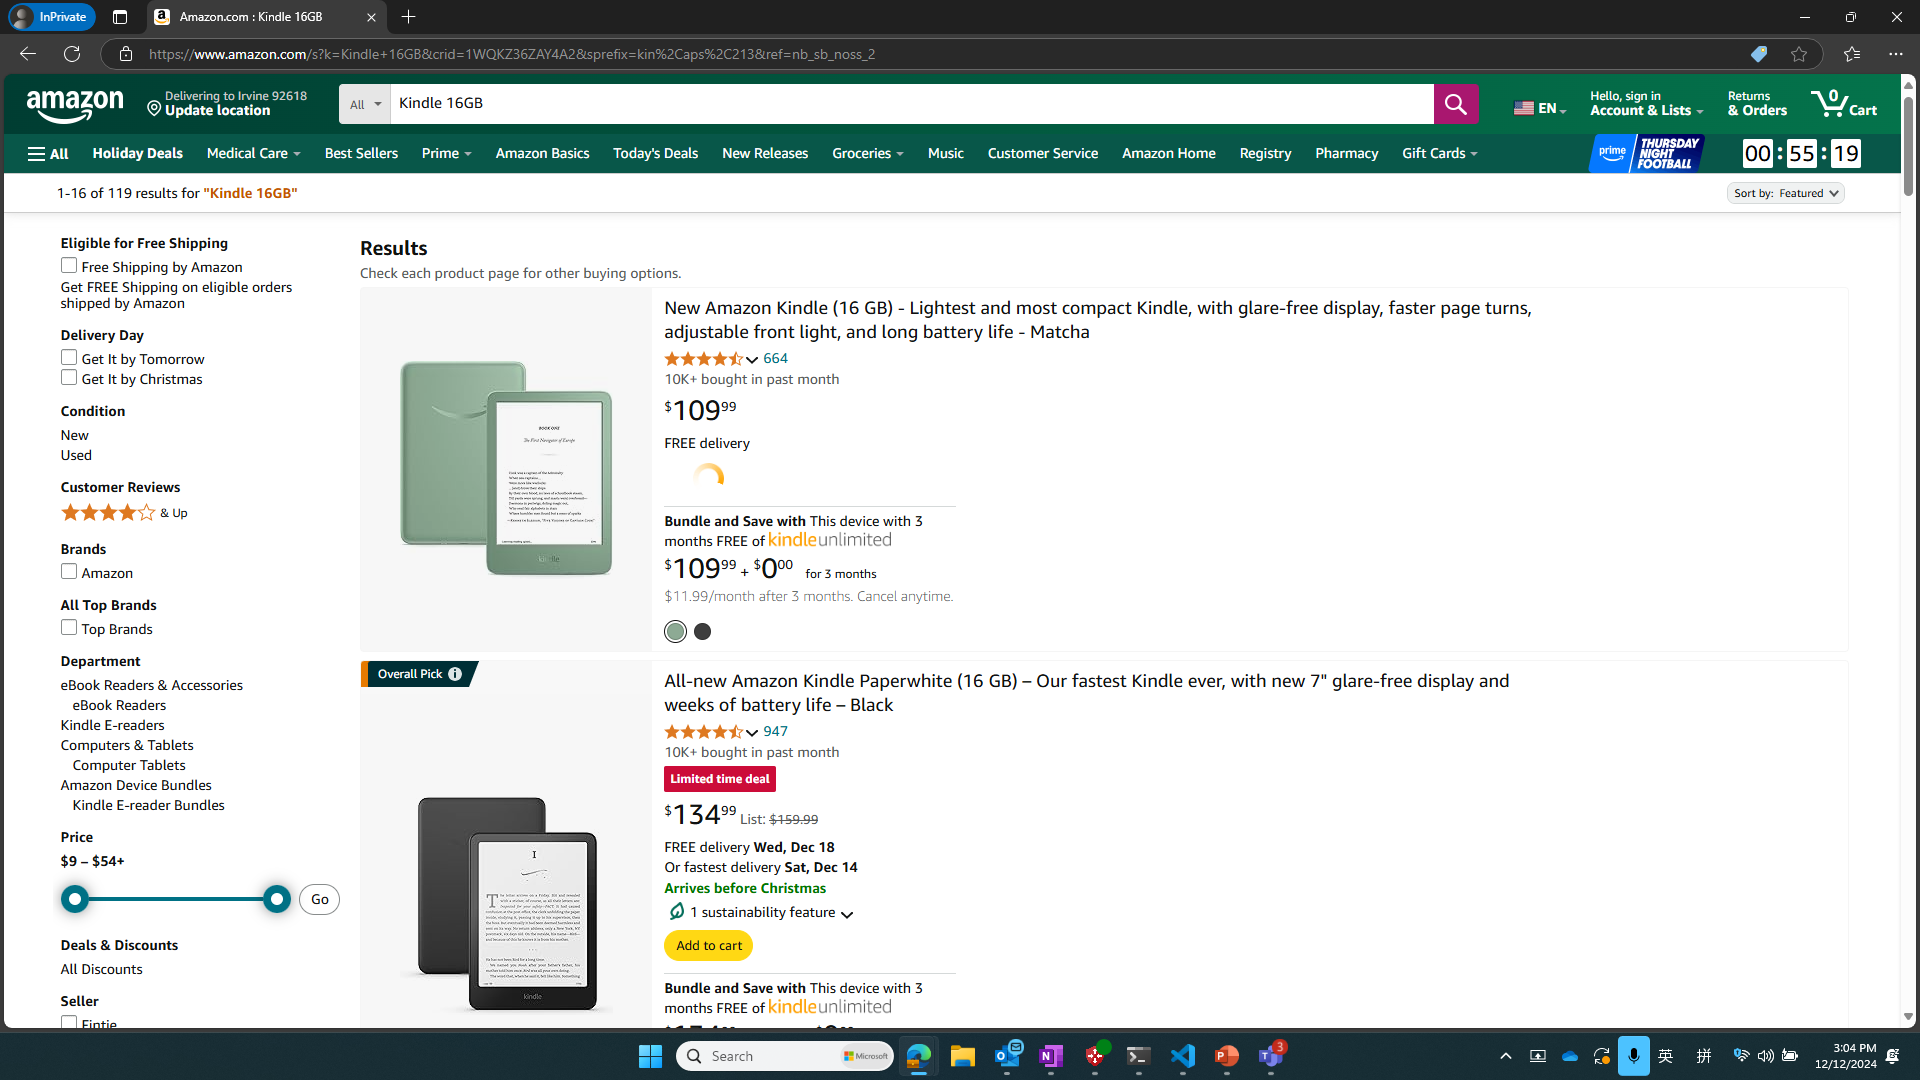 InPrivate
Amazon.com : Kindle 16GB
https://www.amazon.com/s?k=Kindle+16GB&crid=1WQKZ36ZAY4A2&sprefix=kin%2Caps%2C213&ref=nb_sb_noss_2
amazon
Delivering to Irvine 92618
Update location
All
Kindle 16GB
EN
Hello, sign in
Account & Lists
Returns
& Orders
0
Cart
All
Holiday Deals
Medical Care
Best Sellers
Prime
Amazon Basics
Today's Deals
New Releases
Groceries
Music
Customer Service
Amazon Home
Registry
Pharmacy
Gift Cards
prime
THURSDAY
NIGHT
FOOTBALL
00 : 55 : 19
1-16 of 119 results for "Kindle 16GB"
Sort by: Featured
Eligible for Free Shipping
Free Shipping by Amazon
Get FREE Shipping on eligible orders
shipped by Amazon
Delivery Day
Get It by Tomorrow
Get It by Christmas
Condition
New
Used
Customer Reviews
& Up
Brands
Amazon
All Top Brands
Top Brands
Department
eBook Readers & Accessories
eBook Readers
Kindle E-readers
Computers & Tablets
Computer Tablets
Amazon Device Bundles
Kindle E-reader Bundles
Price
$9 – $54+
Go
Deals & Discounts
All Discounts
Seller
Fintie
Results
Check each product page for other buying options.
BOOK ONE
The First Navigator of Europe
kindle
New Amazon Kindle (16 GB) - Lightest and most compact Kindle, with glare-free display, faster page turns,
adjustable front light, and long battery life - Matcha
664
10K+ bought in past month
$109.99
FREE delivery
Bundle and Save with This device with 3
months FREE of kindleunlimited
$109.99 + $0.00 for 3 months
$11.99/month after 3 months. Cancel anytime.
Overall Pick
I
kindle
All-new Amazon Kindle Paperwhite (16 GB) – Our fastest Kindle ever, with new 7" glare-free display and
weeks of battery life – Black
947
10K+ bought in past month
Limited time deal
$134.99 List: $159.99
FREE delivery Wed, Dec 18
Or fastest delivery Sat, Dec 14
Arrives before Christmas
1 sustainability feature
Add to cart
Bundle and Save with This device with 3
months FREE of kindleunlimited
Search
Microsoft
3
英
拼
3:04 PM
12/12/2024